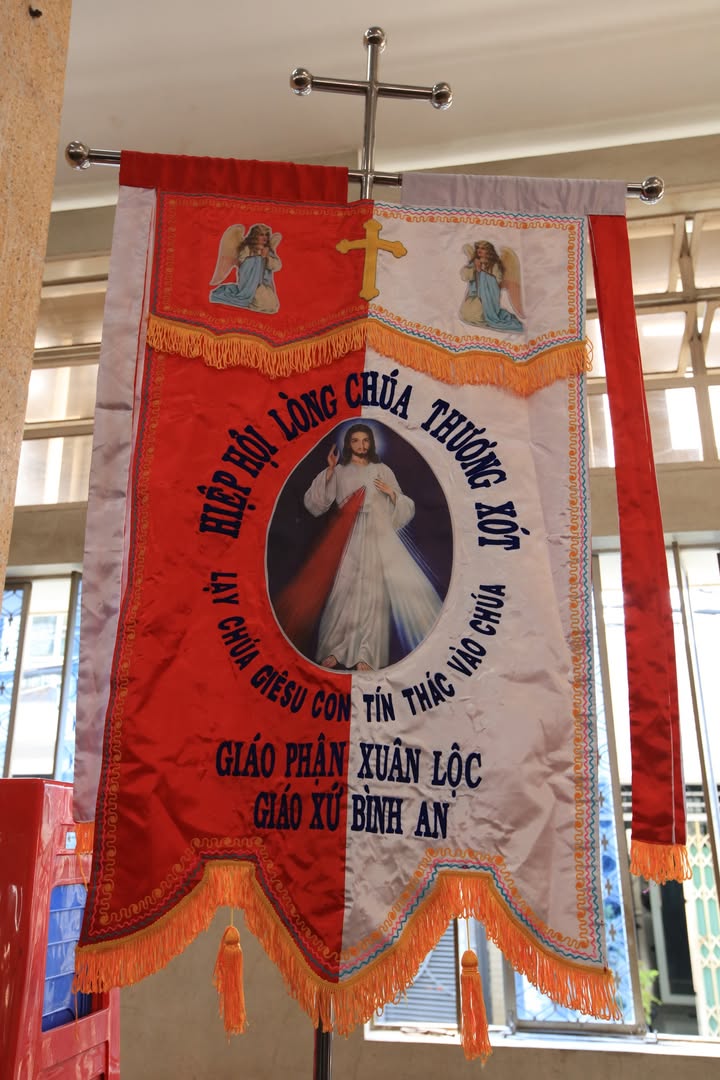 HIỆP HỘI LÒNG CHÚA THƯƠNG XÓT
LẠY CHÚA GIÊSU CON TÍN THÁC VÀO CHÚA
GIÁO PHẬN XUÂN LỘC
GIÁO XỨ BÌNH AN